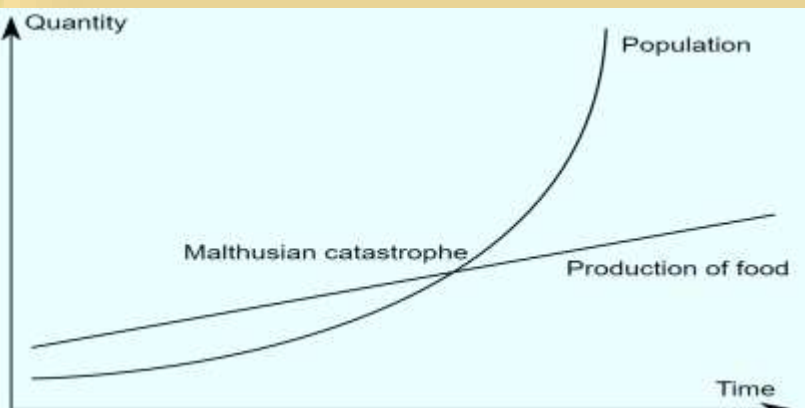 Quantity
Population
Malthusian catastrophe
Production of food
Time